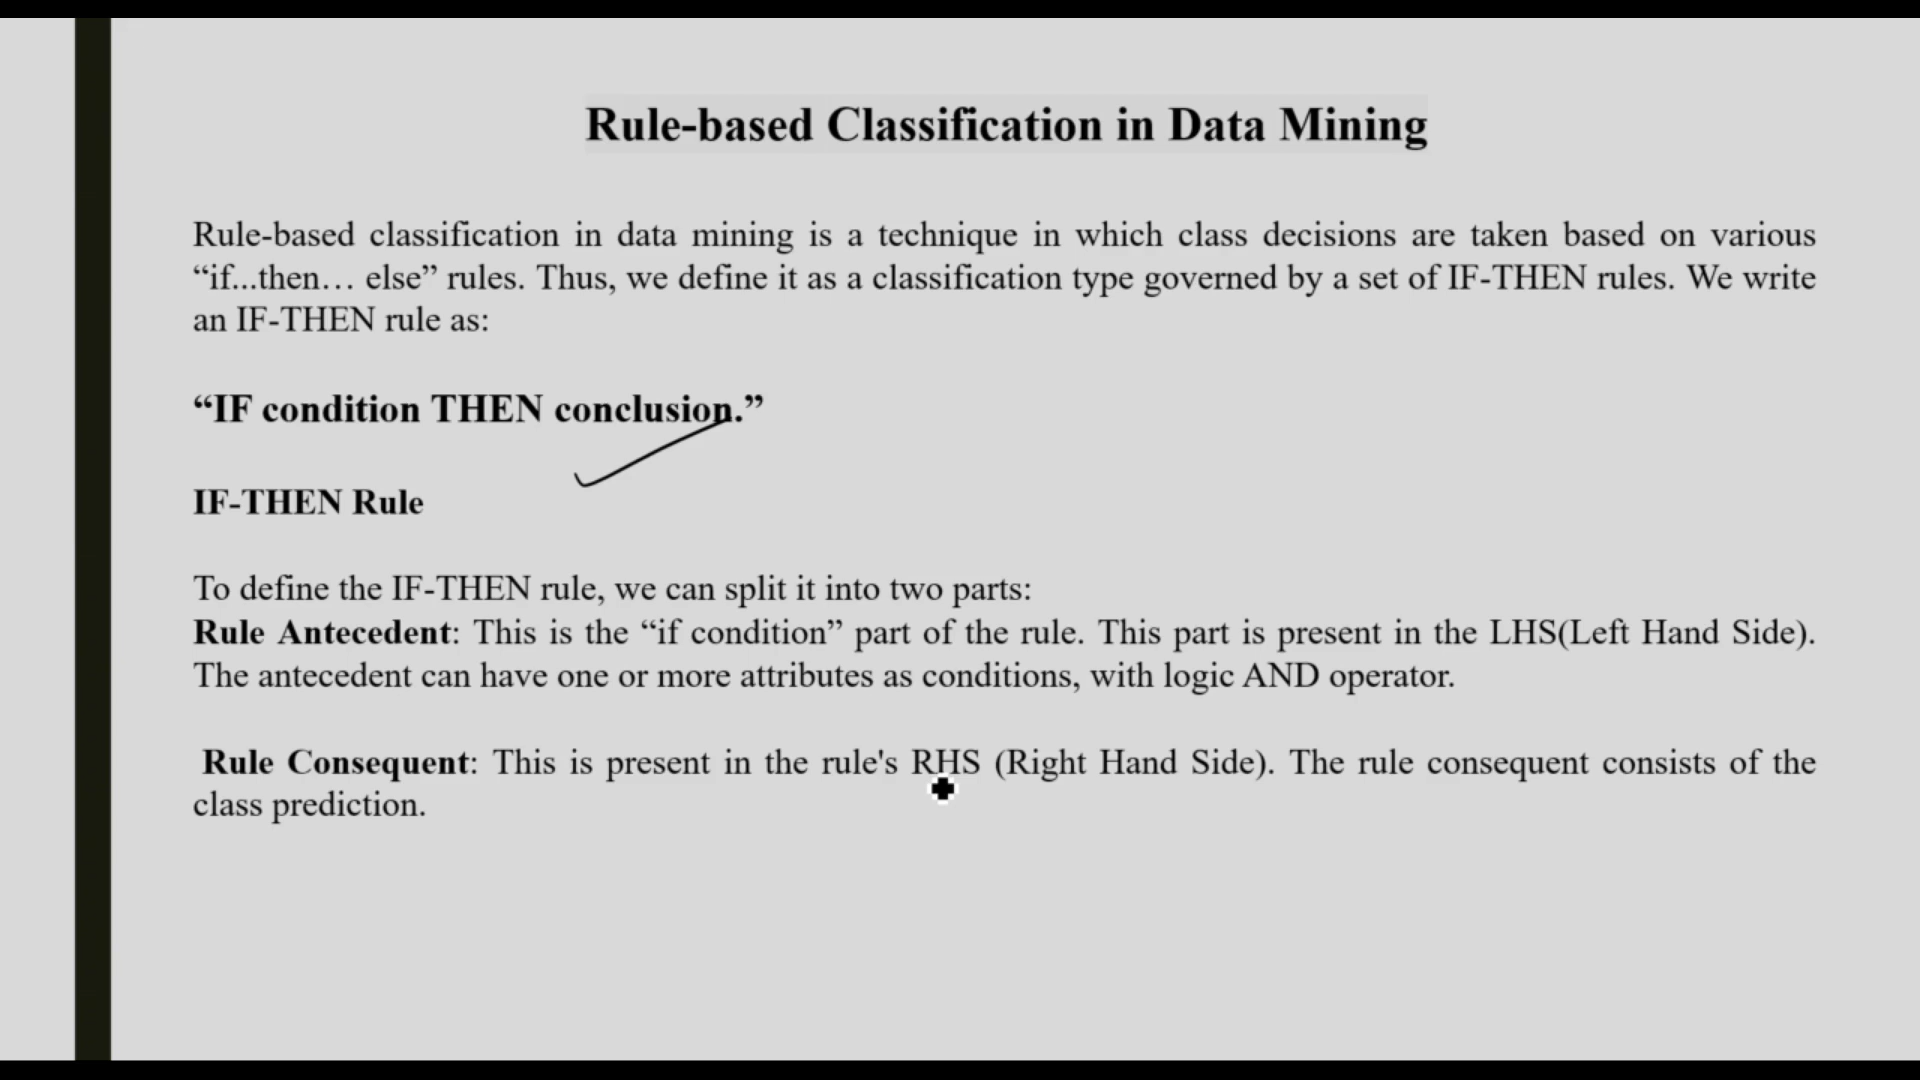 Rule-based Classification in Data Mining
Rule-based classification in data mining is a technique in which class decisions are taken based on various
“if...then… else” rules. Thus, we define it as a classification type governed by a set of IF-THEN rules. We write
an IF-THEN rule as:
“IF condition THEN conclusion.”
IF-THEN Rule
To define the IF-THEN rule, we can split it into two parts:
Rule Antecedent: This is the “if condition” part of the rule. This part is present in the LHS(Left Hand Side).
The antecedent can have one or more attributes as conditions, with logic AND operator.
Rule Consequent: This is present in the rule's RHS (Right Hand Side). The rule consequent consists of the
class prediction.